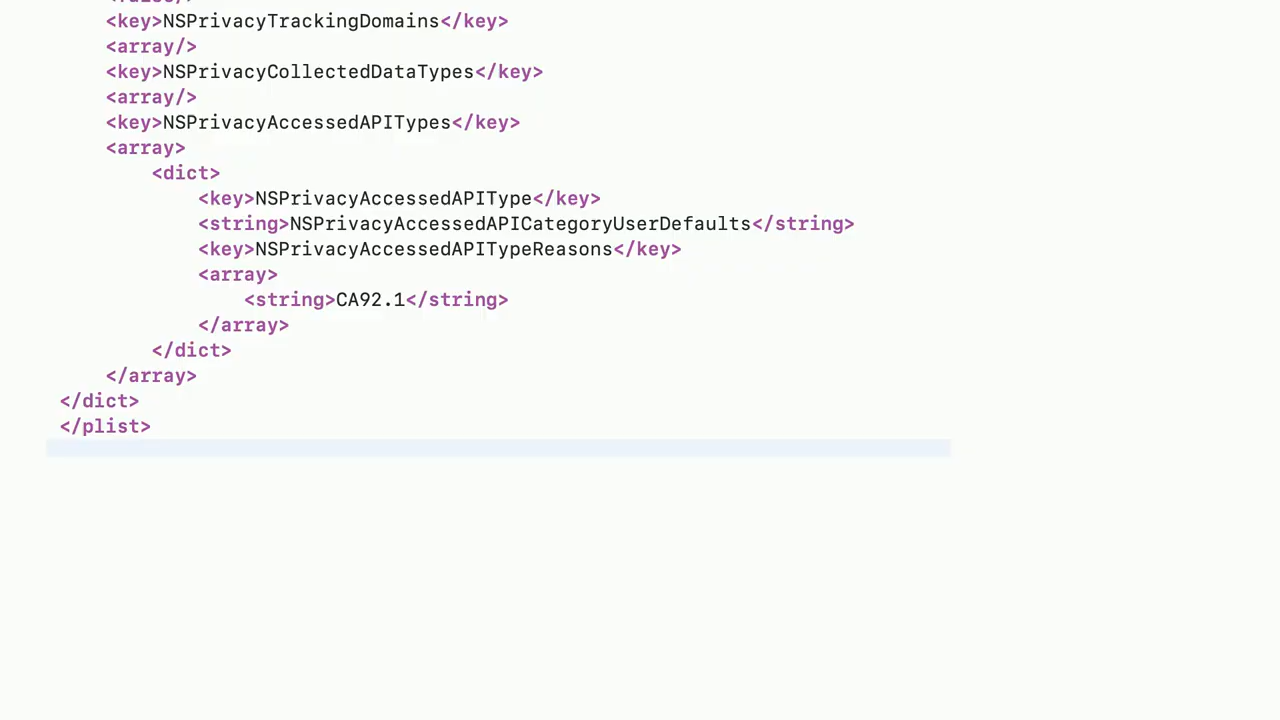 <key>NSPrivacyTrackingDomains</key>
<array/>
<key>NSPrivacyCollectedDataTypes</key>
<array/>
<key>NSPrivacyAccessedAPITypes</key>
<array>
<dict>
<key>NSPrivacyAccessedAPIType</key>
<string>NSPrivacyAccessedAPICategoryUserDefaults</string>
<key>NSPrivacyAccessedAPITypeReasons</key>
<array>
<string>CA92.1</string>
</array>
</dict>
</array>
</dict>
</plist>